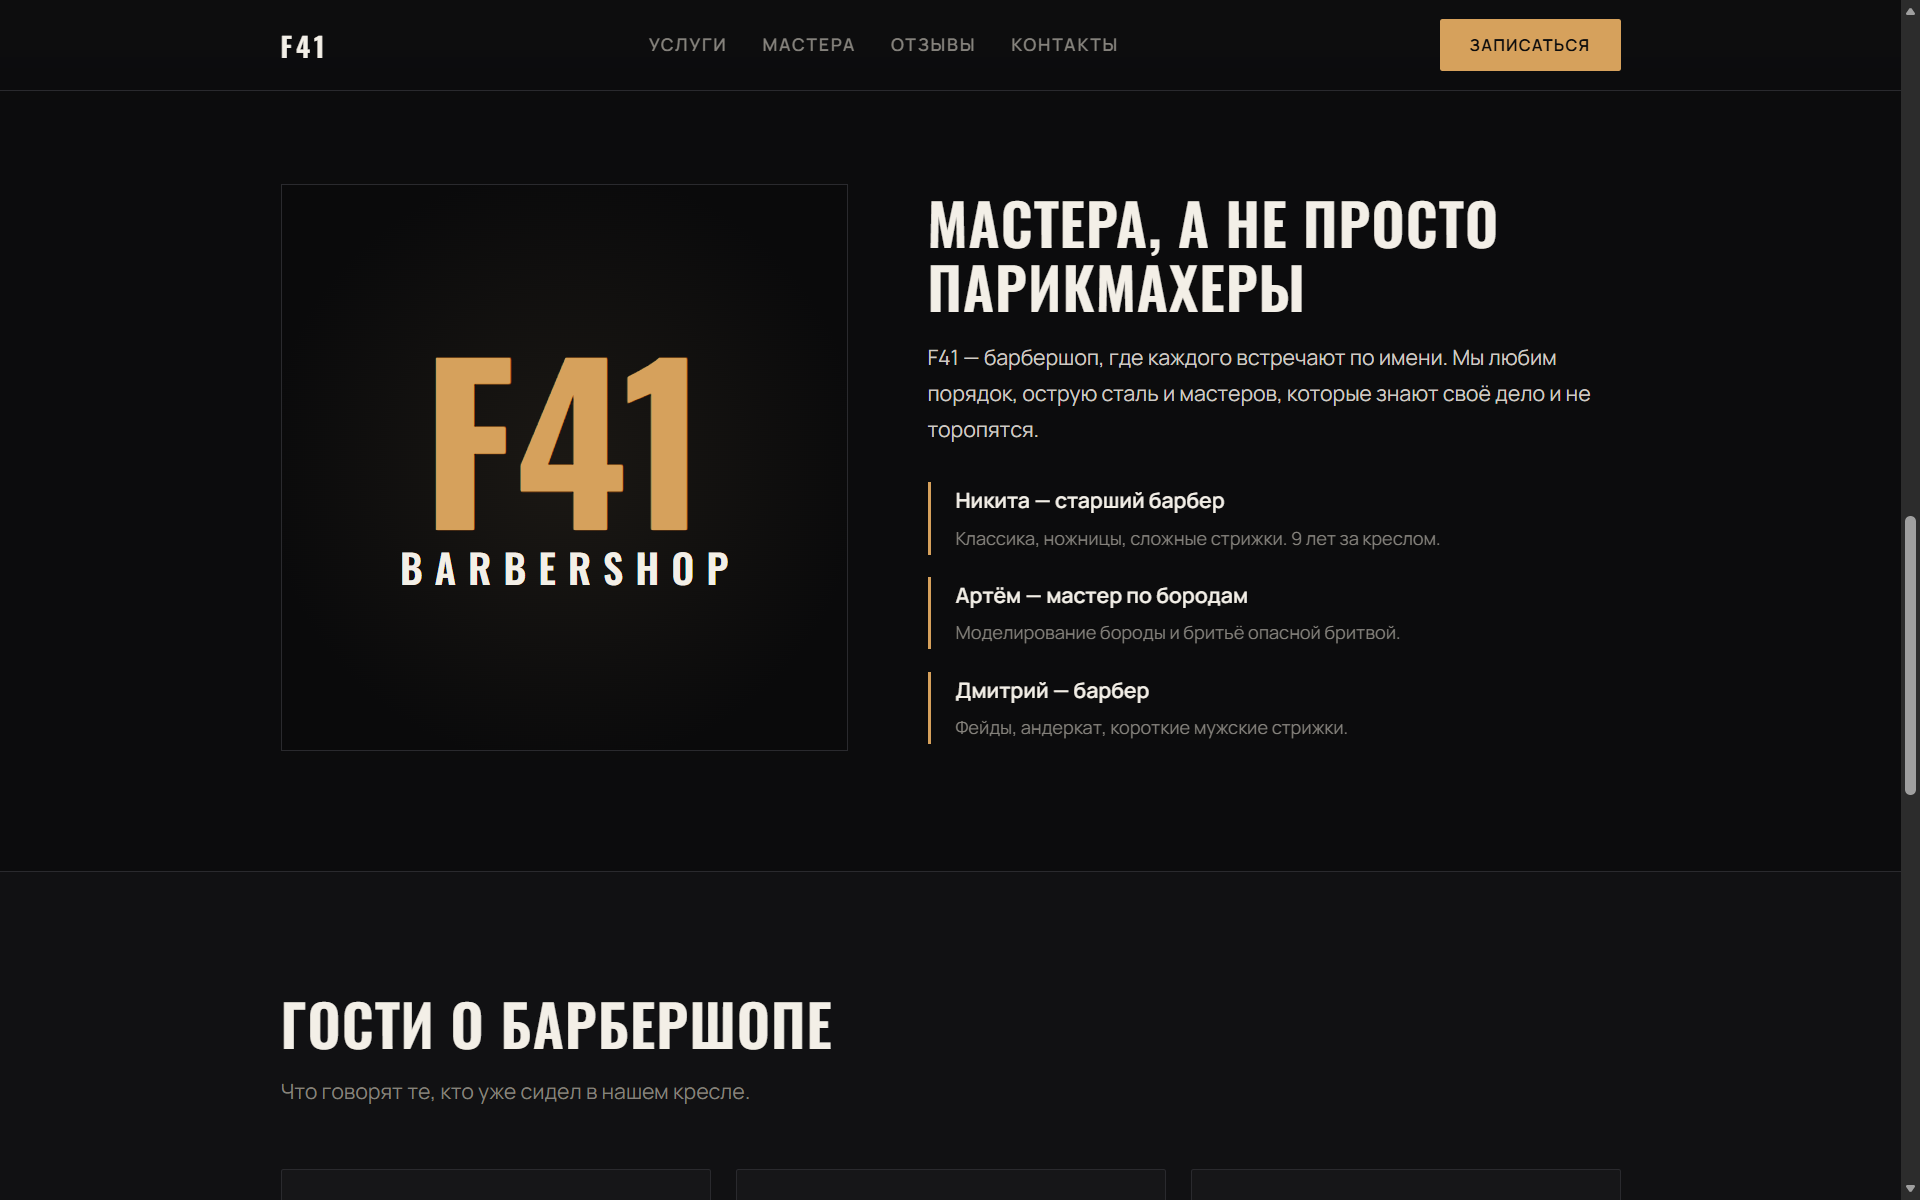 F41
УСЛУГИ МАСТЕРА ОТЗЫВЫ КОНТАКТЫ
ЗАПИСАТЬСЯ
F41
BARBERSHOP
МАСТЕРА, А НЕ ПРОСТО
ПАРИКМАХЕРЫ
F41 — барбершоп, где каждого встречают по имени. Мы любим
порядок, острую сталь и мастеров, которые знают своё дело и не
торопятся.
Никита — старший барбер
Классика, ножницы, сложные стрижки. 9 лет за креслом.
Артём — мастер по бородам
Моделирование бороды и бритьё опасной бритвой.
Дмитрий — барбер
Фейды, андеркат, короткие мужские стрижки.
ГОСТИ О БАРБЕРШОПЕ
Что говорят те, кто уже сидел в нашем кресле.